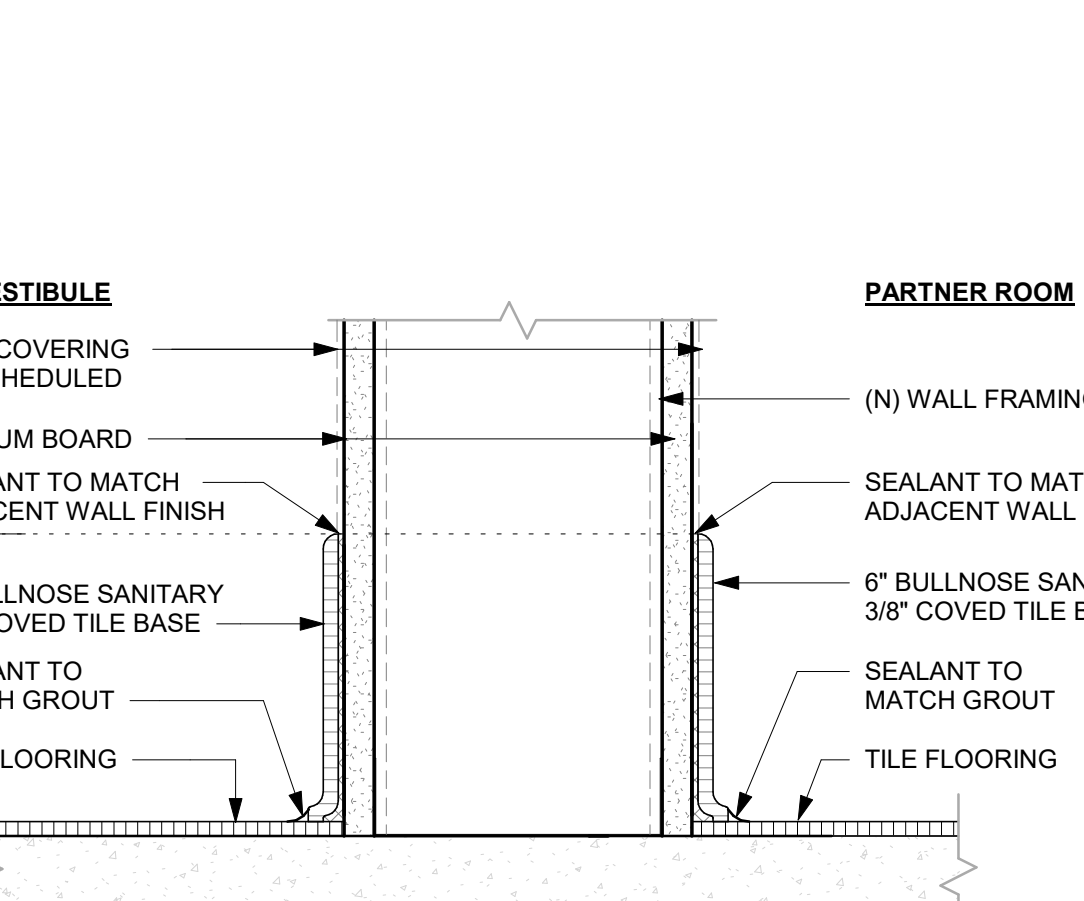 ESTIBULE
COVERING
HEDULED
UM BOARD
ANT TO MATCH
CENT WALL FINISH
LLNOSE SANITARY
OVED TILE BASE
ANT TO
H GROUT
LOORING
PARTNER ROOM
(N) WALL FRAMING
SEALANT TO MAT
ADJACENT WALL
6" BULLNOSE SAN
3/8" COVED TILE B
SEALANT TO
MATCH GROUT
TILE FLOORING